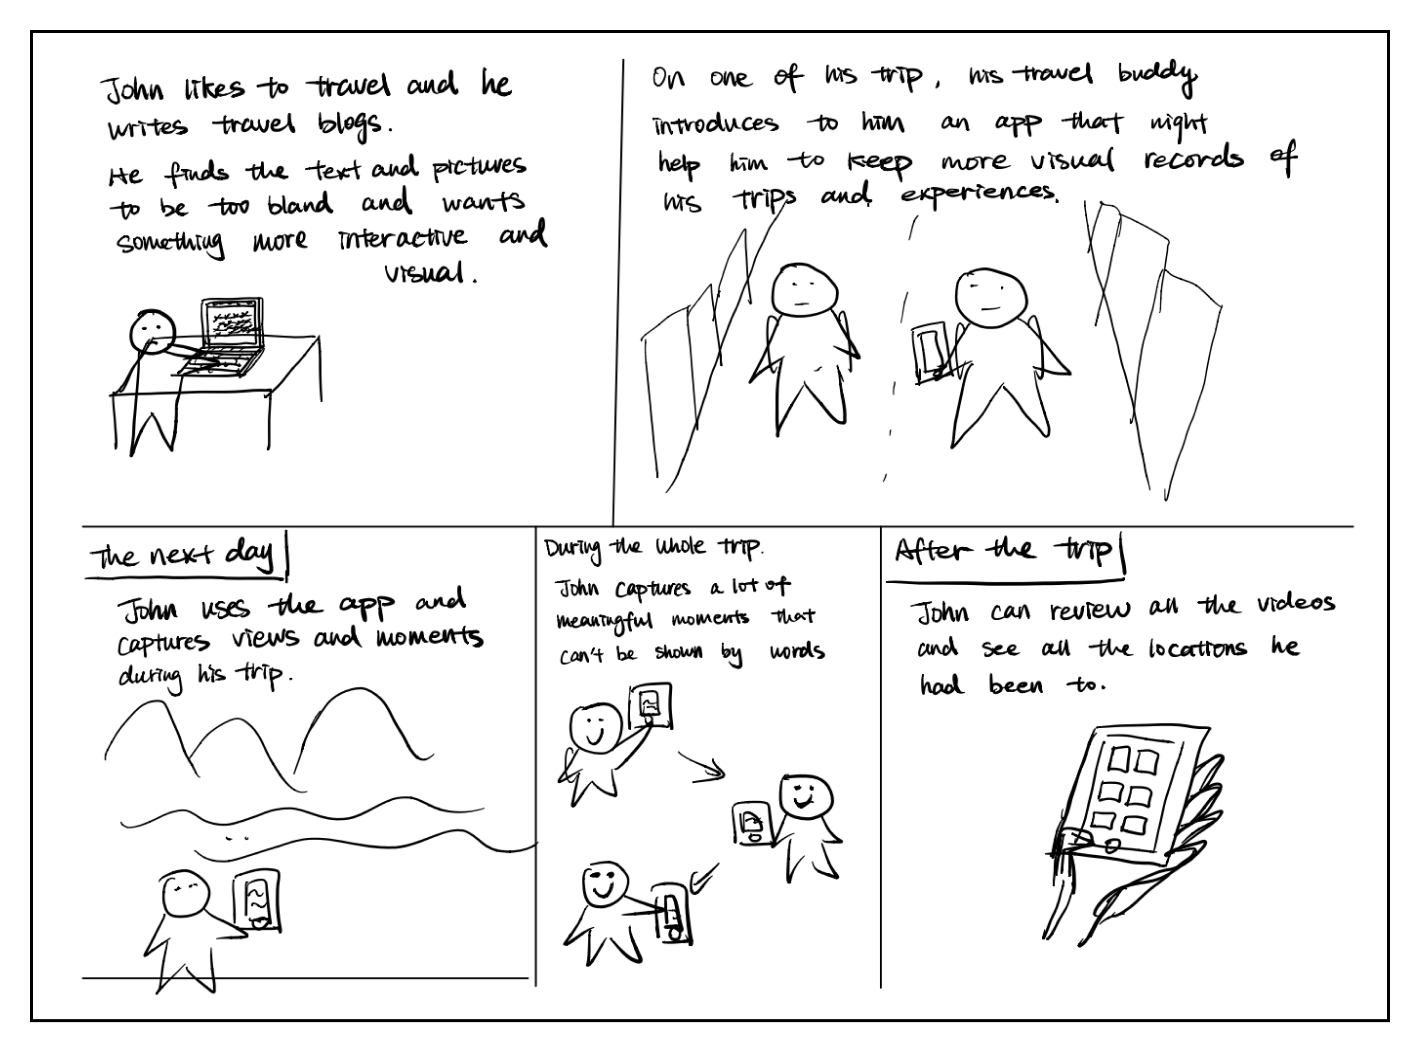 John likes to travel and he
writes travel blogs.
He finds the text and pictures
to be too bland and wants
something more interactive and
visual.
On one of his trip, his travel buddy
introduces to him an app that might
help him to keep more visual records of
his trips and experiences.
The next day
John uses the app and
captures views and moments
during his trip.
During the whole trip.
John captures a lot of
meaningful moments that
can't be shown by words
After the trip
John can review all the videos
and see all the locations he
had been to.